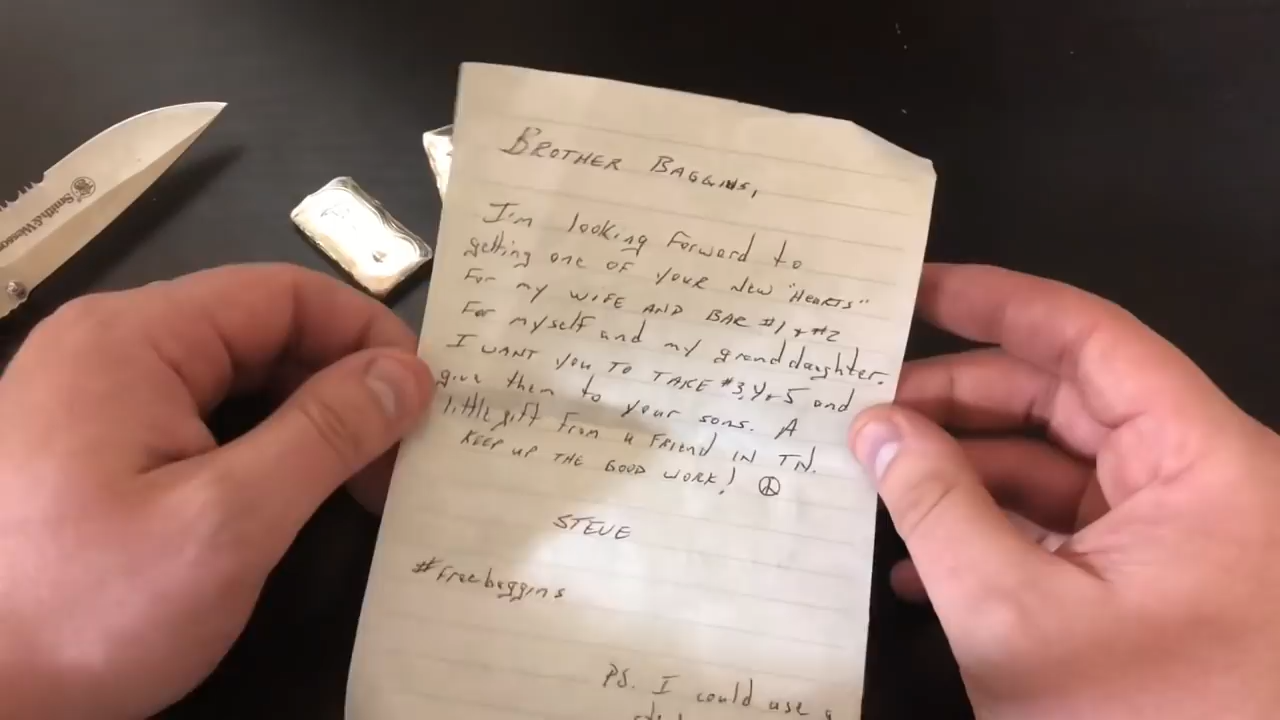 Smith & Wesson
BROTHER BAGGINS,
I'm looking forward to
getting one of your new "HEARTS"
For my WIFE AND BAR #1 + #2
For myself and my granddaughter.
I WANT YOU TO TAKE #3,4+5 and
give them to your sons. A
little gift from a FRIEND IN TN.
KEEP UP THE GOOD WORK! ☮
STEVE
#freebaggins
PS. I could use a